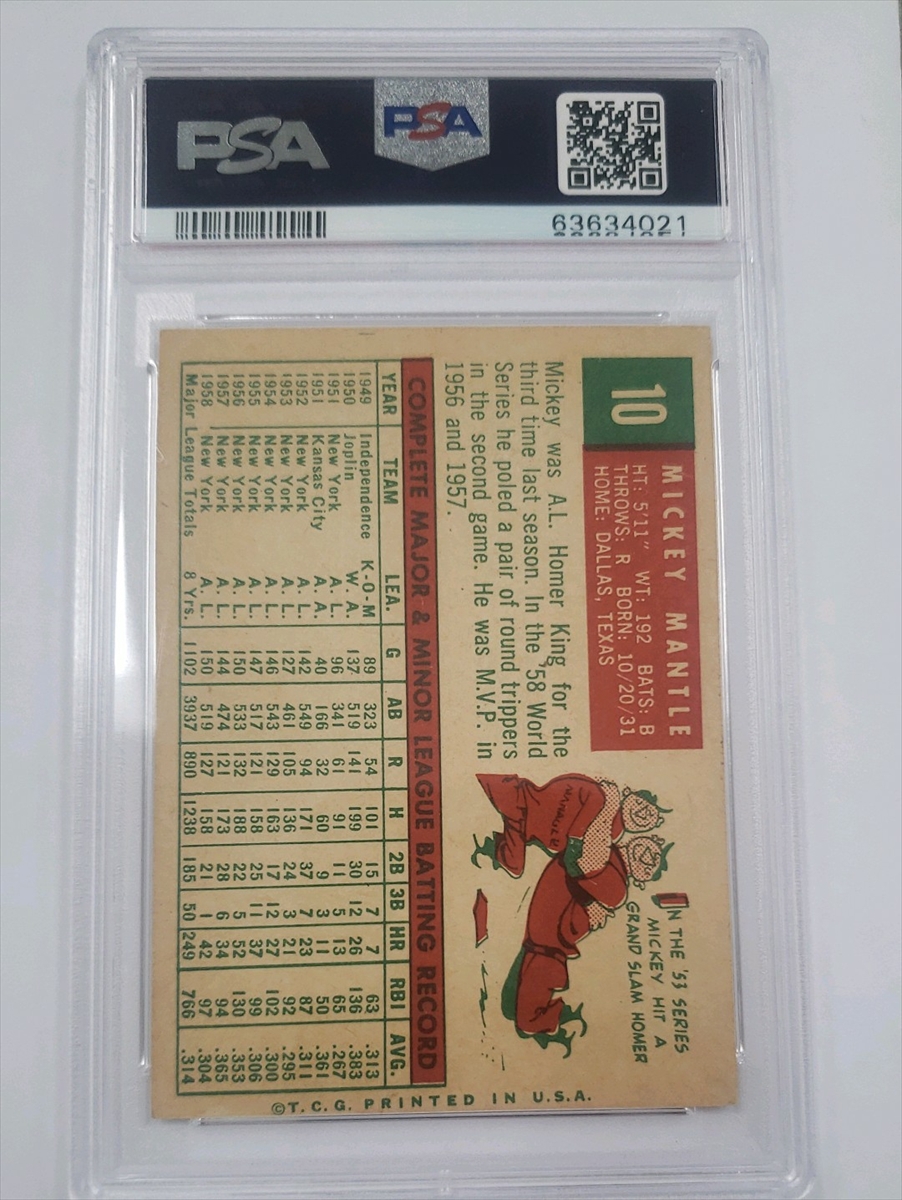 PSA
PSA
63634021
10
MICKEY MANTLE
HT: 5'11" WT: 192 BATS: B
THROWS: R BORN: 10/20/31
HOME: DALLAS, TEXAS
Mickey was A.L. Homer King for the
third time last season. In the '58 World
Series he poled a pair of round trippers
in the second game. He was M.V.P. in
1956 and 1957.
IN THE '53 SERIES
MICKEY HIT A
GRAND SLAM HOMER
MANAGER
COMPLETE MAJOR & MINOR LEAGUE BATTING RECORD
YEAR TEAM LEA. G AB R H 2B 3B HR RBI AVG.
1949 Independence K-O-M 89 323 54 101 15 7 7 63 .313
1950 Joplin W. A. 137 519 141 199 30 12 26 136 .383
1951 New York A. L. 96 341 61 91 11 5 13 65 .267
1951 Kansas City A. A. 40 166 32 60 9 3 11 50 .361
1952 New York A. L. 142 549 94 171 37 7 23 87 .311
1953 New York A. L. 127 461 105 136 24 3 21 92 .295
1954 New York A. L. 146 543 129 163 17 12 27 102 .300
1955 New York A. L. 147 517 121 158 25 11 37 99 .306
1956 New York A. L. 150 533 132 188 22 5 52 130 .353
1957 New York A. L. 144 474 121 173 28 6 34 94 .365
1958 New York A. L. 150 519 127 158 21 1 42 97 .304
Major League Totals 8 Yrs. 1102 3937 890 1238 185 50 249 766 .314
©T.C.G. PRINTED IN U.S.A.